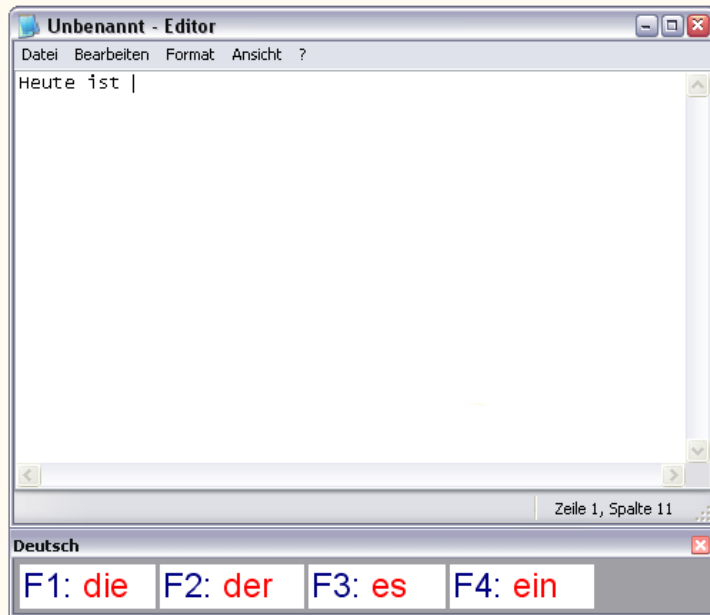 Unbenannt - Editor
Datei Bearbeiten Format Ansicht ?
Heute ist
Zeile 1, Spalte 11
Deutsch
F1: die F2: der F3: es F4: ein